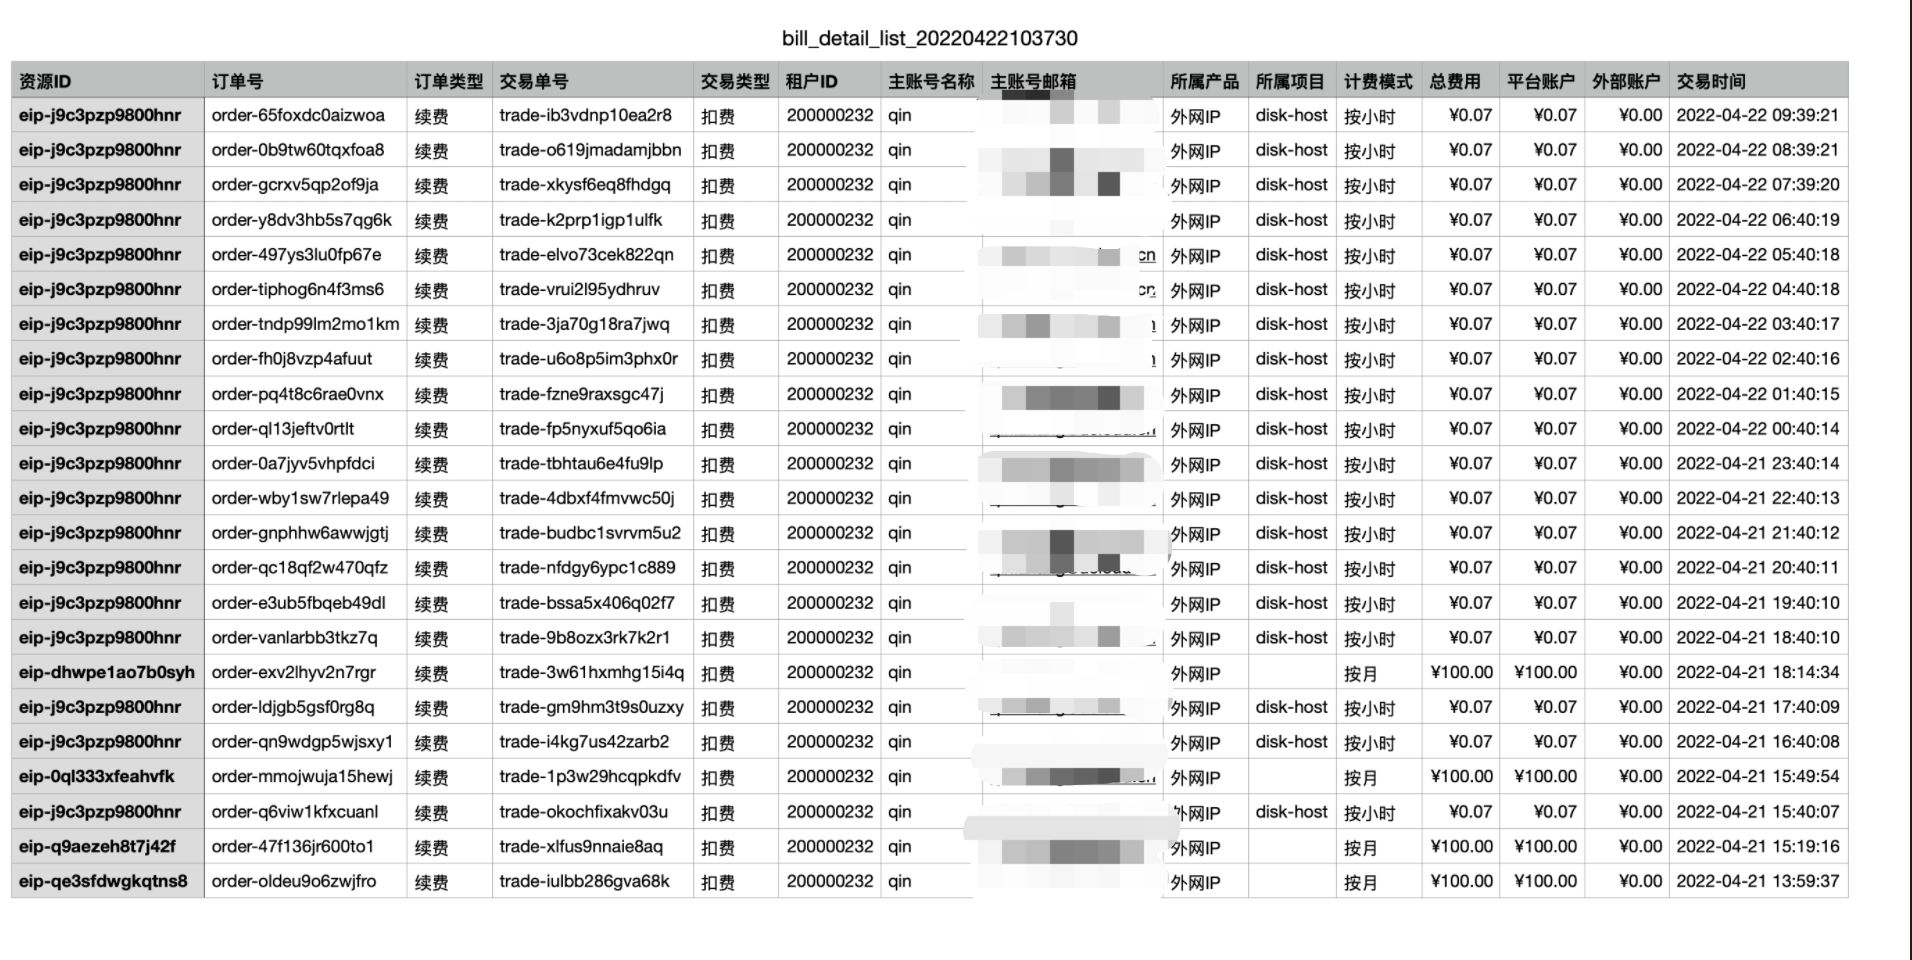 bill_detail_list_20220422103730
资源ID 订单号 订单类型 交易单号 交易类型 租户ID 主账号名称 主账号邮箱 所属产品 所属项目 计费模式 总费用 平台账户 外部账户 交易时间
eip-j9c3pzp9800hnr order-65foxdc0aizwoa 续费 trade-ib3vdnp10ea2r8 扣费 200000232 qin 外网IP disk-host 按小时 ¥0.07 ¥0.07 ¥0.00 2022-04-22 09:39:21
eip-j9c3pzp9800hnr order-0b9tw60tqxfoa8 续费 trade-o619jmadamjbbn 扣费 200000232 qin 外网IP disk-host 按小时 ¥0.07 ¥0.07 ¥0.00 2022-04-22 08:39:21
eip-j9c3pzp9800hnr order-gcrxv5qp2of9ja 续费 trade-xkysf6eq8fhdgq 扣费 200000232 qin 外网IP disk-host 按小时 ¥0.07 ¥0.07 ¥0.00 2022-04-22 07:39:20
eip-j9c3pzp9800hnr order-y8dv3hb5s7qg6k 续费 trade-k2prp1igp1ulfk 扣费 200000232 qin 外网IP disk-host 按小时 ¥0.07 ¥0.07 ¥0.00 2022-04-22 06:40:19
eip-j9c3pzp9800hnr order-497ys3lu0fp67e 续费 trade-elvo73cek822qn 扣费 200000232 qin cn 外网IP disk-host 按小时 ¥0.07 ¥0.07 ¥0.00 2022-04-22 05:40:18
eip-j9c3pzp9800hnr order-tiphog6n4f3ms6 续费 trade-vrui2l95ydhruv 扣费 200000232 qin cn 外网IP disk-host 按小时 ¥0.07 ¥0.07 ¥0.00 2022-04-22 04:40:18
eip-j9c3pzp9800hnr order-tndp99lm2mo1km 续费 trade-3ja70g18ra7jwq 扣费 200000232 qin 外网IP disk-host 按小时 ¥0.07 ¥0.07 ¥0.00 2022-04-22 03:40:17
eip-j9c3pzp9800hnr order-fh0j8vzp4afuut 续费 trade-u6o8p5im3phx0r 扣费 200000232 qin 外网IP disk-host 按小时 ¥0.07 ¥0.07 ¥0.00 2022-04-22 02:40:16
eip-j9c3pzp9800hnr order-pq4t8c6rae0vnx 续费 trade-fzne9raxsgc47j 扣费 200000232 qin 外网IP disk-host 按小时 ¥0.07 ¥0.07 ¥0.00 2022-04-22 01:40:15
eip-j9c3pzp9800hnr order-ql13jeftv0rtlt 续费 trade-fp5nyxuf5qo6ia 扣费 200000232 qin 外网IP disk-host 按小时 ¥0.07 ¥0.07 ¥0.00 2022-04-22 00:40:14
eip-j9c3pzp9800hnr order-0a7jyv5vhpfdci 续费 trade-tbhtau6e4fu9lp 扣费 200000232 qin 外网IP disk-host 按小时 ¥0.07 ¥0.07 ¥0.00 2022-04-21 23:40:14
eip-j9c3pzp9800hnr order-wby1sw7rlepa49 续费 trade-4dbxf4fmvwc50j 扣费 200000232 qin 外网IP disk-host 按小时 ¥0.07 ¥0.07 ¥0.00 2022-04-21 22:40:13
eip-j9c3pzp9800hnr order-gnphhw6awwjgtj 续费 trade-budbc1svrvm5u2 扣费 200000232 qin 外网IP disk-host 按小时 ¥0.07 ¥0.07 ¥0.00 2022-04-21 21:40:12
eip-j9c3pzp9800hnr order-qc18qf2w470qfz 续费 trade-nfdgy6ypc1c889 扣费 200000232 qin 外网IP disk-host 按小时 ¥0.07 ¥0.07 ¥0.00 2022-04-21 20:40:11
eip-j9c3pzp9800hnr order-e3ub5fbqeb49dl 续费 trade-bssa5x406q02f7 扣费 200000232 qin 外网IP disk-host 按小时 ¥0.07 ¥0.07 ¥0.00 2022-04-21 19:40:10
eip-j9c3pzp9800hnr order-vanlarbb3tkz7q 续费 trade-9b8ozx3rk7k2r1 扣费 200000232 qin 外网IP disk-host 按小时 ¥0.07 ¥0.07 ¥0.00 2022-04-21 18:40:10
eip-dhwpe1ao7b0syh order-exv2lhyv2n7rgr 续费 trade-3w61hxmhg15i4q 扣费 200000232 qin 外网IP 按月 ¥100.00 ¥100.00 ¥0.00 2022-04-21 18:14:34
eip-j9c3pzp9800hnr order-ldjgb5gsf0rg8q 续费 trade-gm9hm3t9s0uzxy 扣费 200000232 qin 外网IP disk-host 按小时 ¥0.07 ¥0.07 ¥0.00 2022-04-21 17:40:09
eip-j9c3pzp9800hnr order-qn9wdgp5wjsxy1 续费 trade-i4kg7us42zarb2 扣费 200000232 qin 外网IP disk-host 按小时 ¥0.07 ¥0.07 ¥0.00 2022-04-21 16:40:08
eip-0ql333xfeahvfk order-mmojwuja15hewj 续费 trade-1p3w29hcqpkdfv 扣费 200000232 qin 外网IP 按月 ¥100.00 ¥100.00 ¥0.00 2022-04-21 15:49:54
eip-j9c3pzp9800hnr order-q6viw1kfxcuanl 续费 trade-okochfixakv03u 扣费 200000232 qin 外网IP disk-host 按小时 ¥0.07 ¥0.07 ¥0.00 2022-04-21 15:40:07
eip-q9aezeh8t7j42f order-47f136jr600to1 续费 trade-xlfus9nnaie8aq 扣费 200000232 qin 外网IP 按月 ¥100.00 ¥100.00 ¥0.00 2022-04-21 15:19:16
eip-qe3sfdwgkqtns8 order-oldeu9o6zwjfro 续费 trade-iulbb286gva68k 扣费 200000232 qin 外网IP 按月 ¥100.00 ¥100.00 ¥0.00 2022-04-21 13:59:37